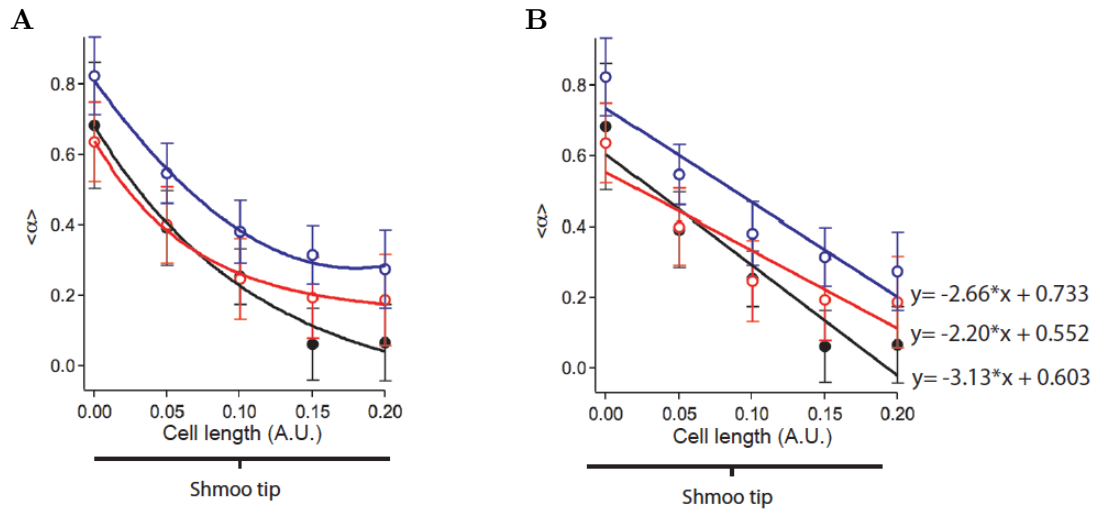 A
B
<α>
0.8
0.6
0.4
0.2
0.0
0.00 0.05 0.10 0.15 0.20
Cell length (A.U.)
Shmoo tip
<α>
0.8
0.6
0.4
0.2
0.0
y= -2.66*x + 0.733
y= -2.20*x + 0.552
y= -3.13*x + 0.603
0.00 0.05 0.10 0.15 0.20
Cell length (A.U.)
Shmoo tip